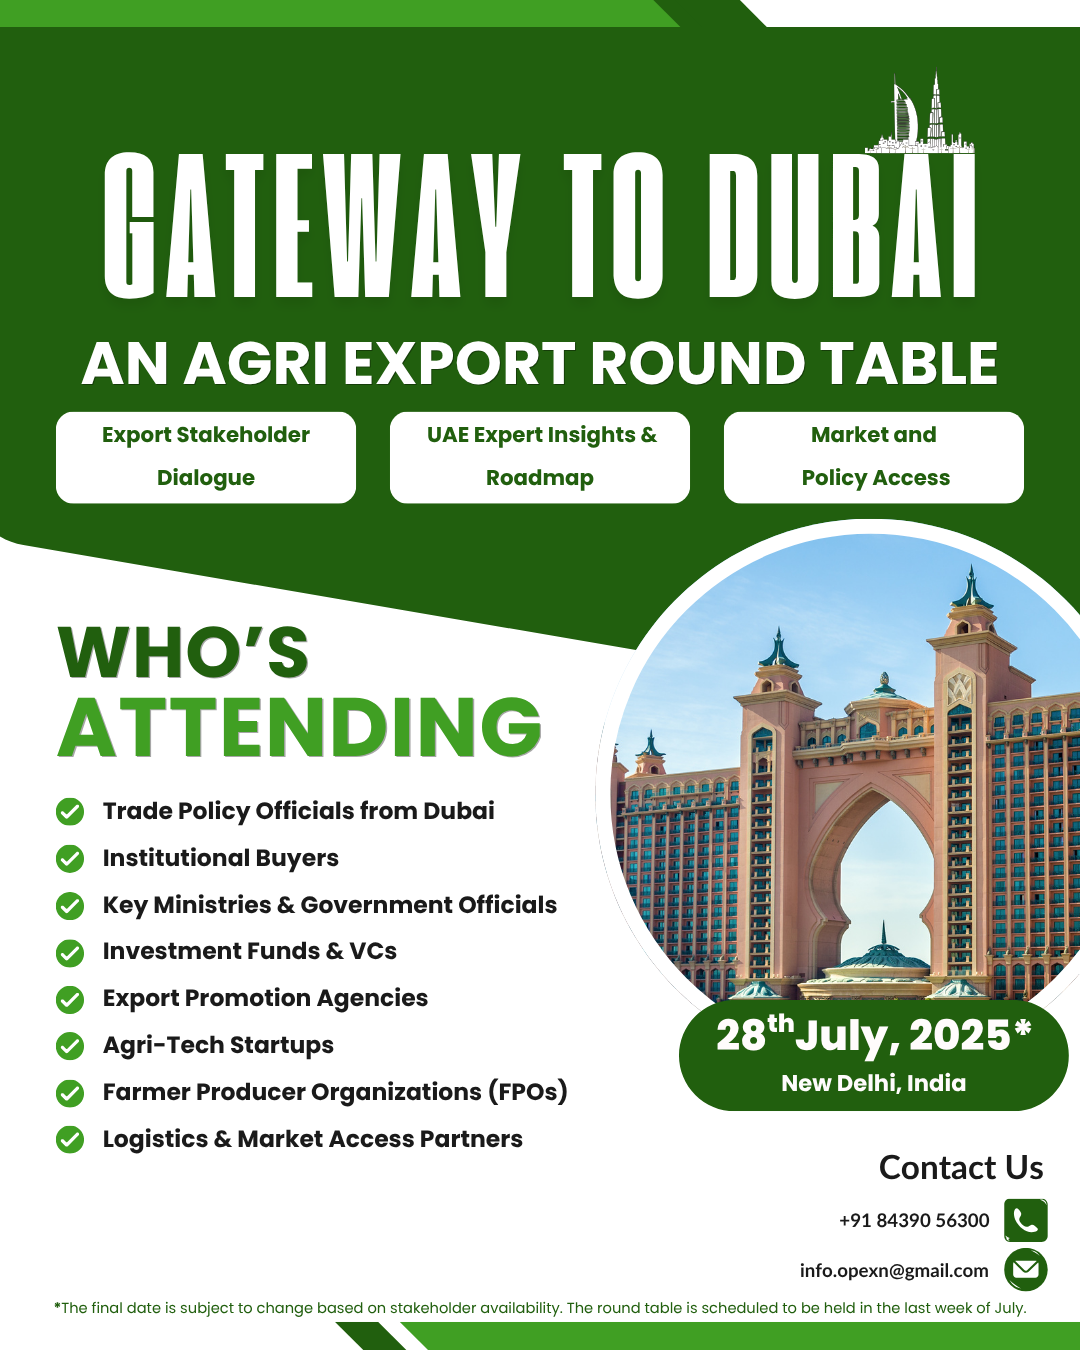 GATEWAY TO DUBAI
AN AGRI EXPORT ROUND TABLE
Export Stakeholder
Dialogue
UAE Expert Insights &
Roadmap
Market and
Policy Access
WHO'S
ATTENDING
Trade Policy Officials from Dubai
Institutional Buyers
Key Ministries & Government Officials
Investment Funds & VCs
Export Promotion Agencies
Agri-Tech Startups
Farmer Producer Organizations (FPOs)
Logistics & Market Access Partners
28th July, 2025*
New Delhi, India
Contact Us
+91 84390 56300
info.opexn@gmail.com
*The final date is subject to change based on stakeholder availability. The round table is scheduled to be held in the last week of July.